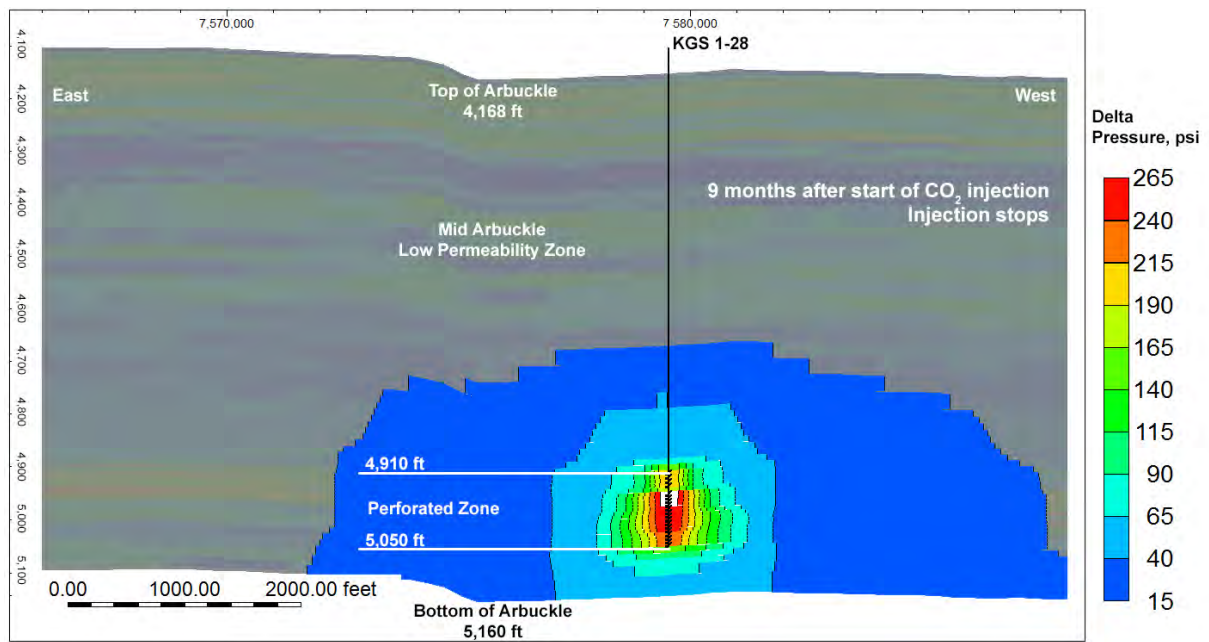 7,570,000
7,580,000
KGS 1-28
4,100
4,200
4,300
4,400
4,500
4,600
4,700
4,800
4,900
5,000
5,100
East
Top of Arbuckle
4,168 ft
West
9 months after start of CO₂ injection
Injection stops
Mid Arbuckle
Low Permeability Zone
4,910 ft
Perforated Zone
5,050 ft
0.00 1000.00 2000.00 feet
Bottom of Arbuckle
5,160 ft
Delta
Pressure, psi
265
240
215
190
165
140
115
90
65
40
15